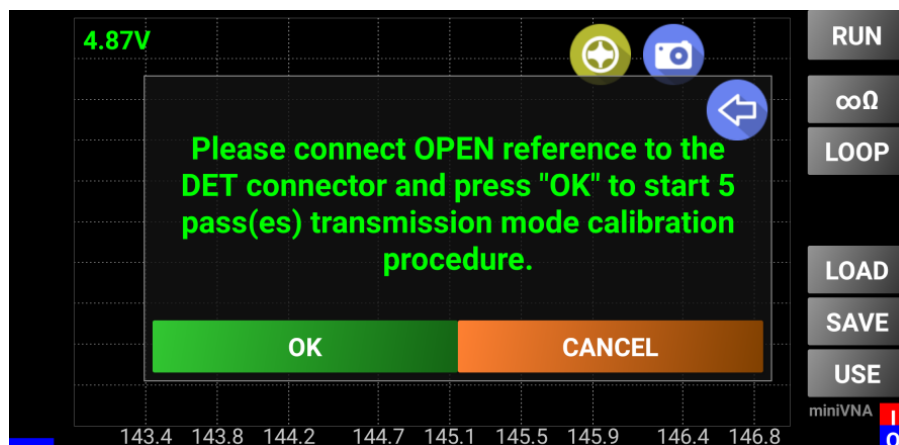 4.87V
RUN
∞Ω
LOOP
Please connect OPEN reference to the
DET connector and press "OK" to start 5
pass(es) transmission mode calibration
procedure.
OK CANCEL
LOAD
SAVE
USE
miniVNA
I
143.4 143.8 144.2 144.7 145.1 145.5 145.9 146.4 146.8